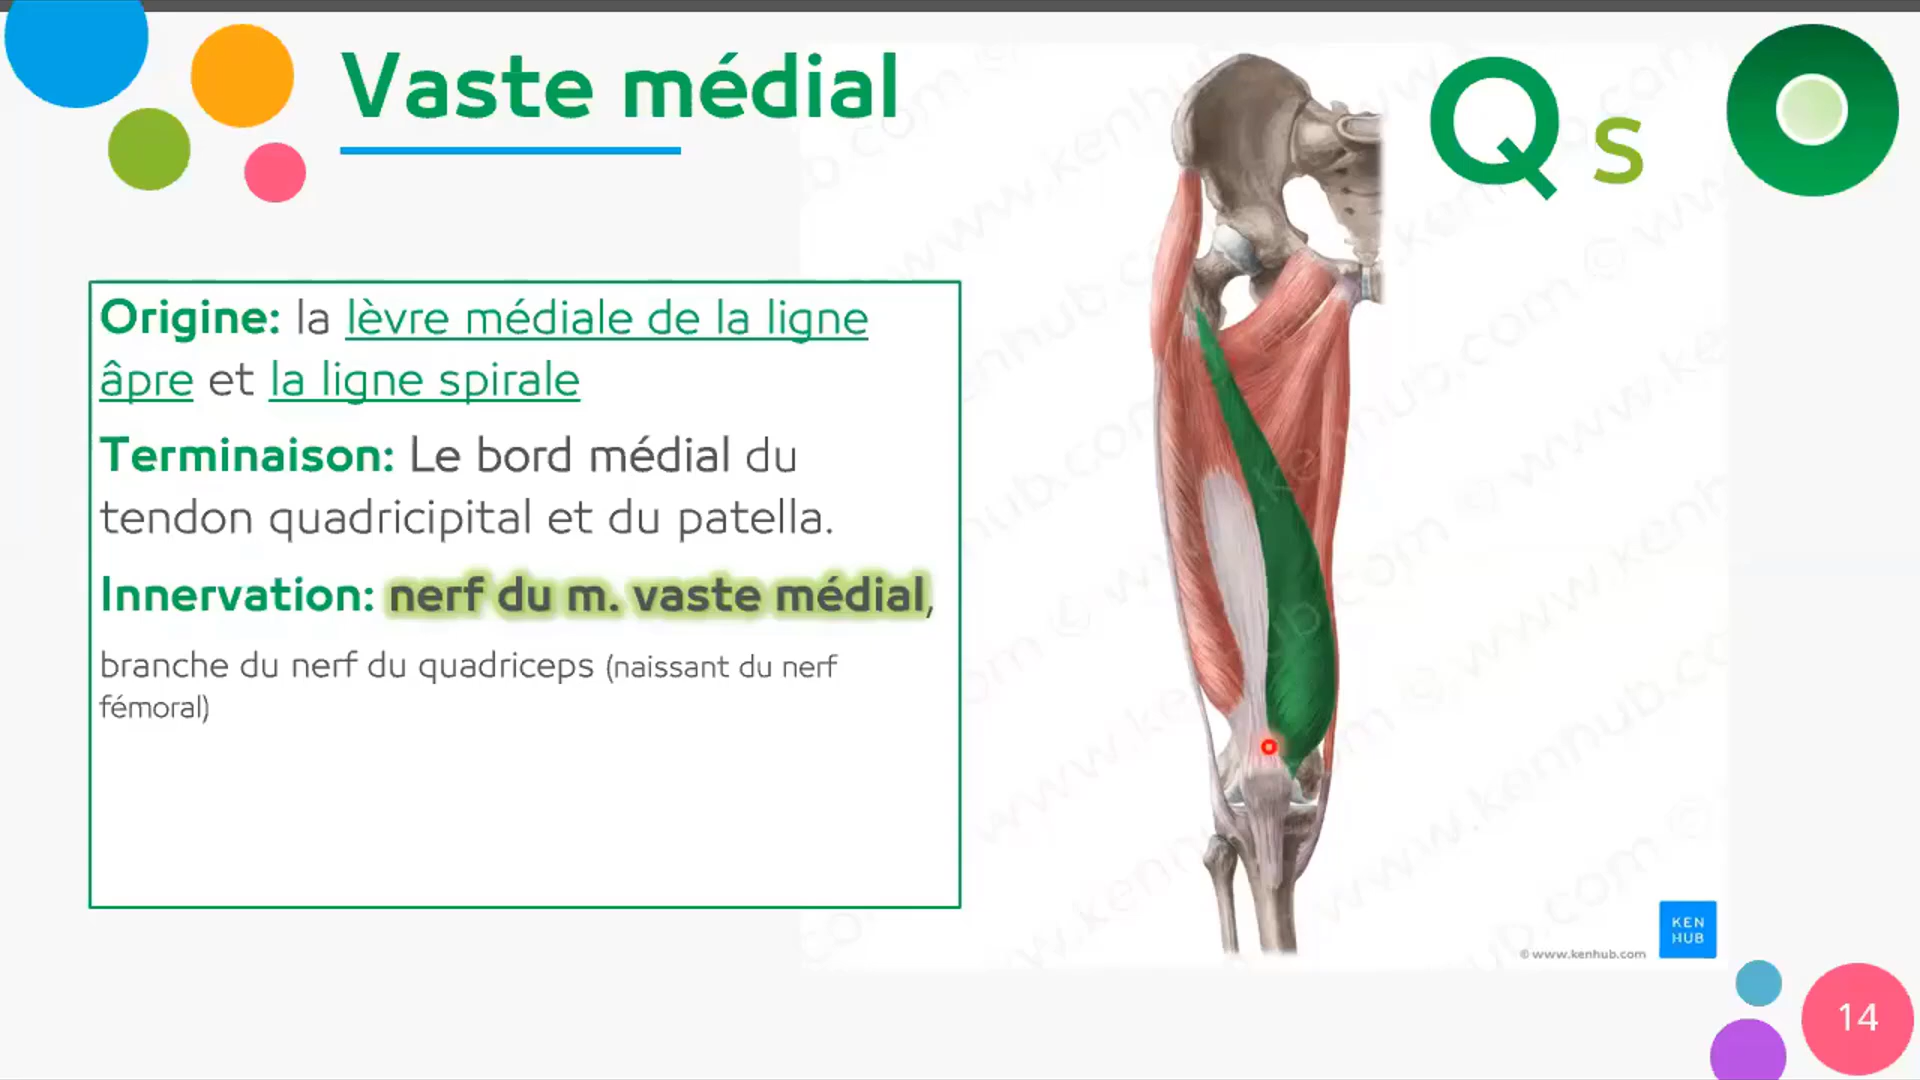 Vaste médial
Q s
Origine: la lèvre médiale de la ligne
âpre et la ligne spirale
Terminaison: Le bord médial du
tendon quadricipital et du patella.
Innervation: nerf du m. vaste médial,
branche du nerf du quadriceps (naissant du nerf
fémoral)
© www.kenhub.com
KEN
HUB
14